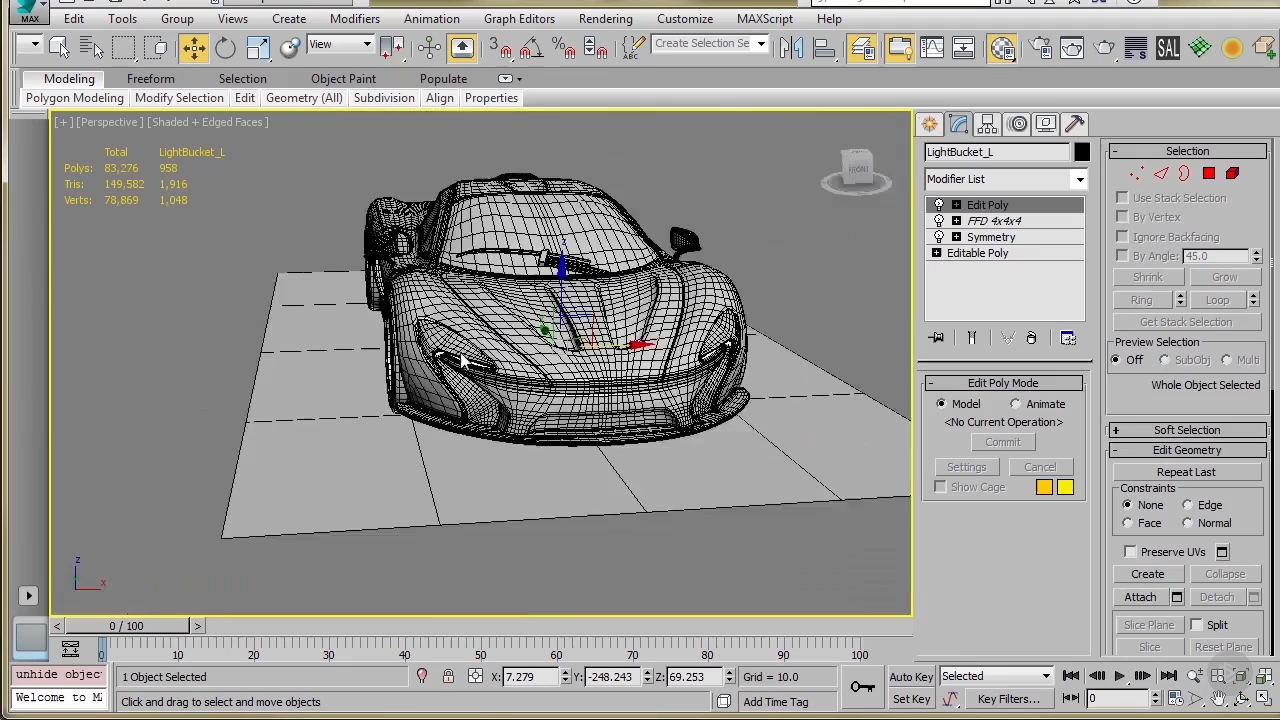 MAX
Edit Tools Group Views Create Modifiers Animation Graph Editors Rendering Customize MAXScript Help
View
3
%
ABC
Create Selection Se
S
SAL
Modeling Freeform Selection Object Paint Populate
Polygon Modeling Modify Selection Edit Geometry (All) Subdivision Align Properties
[+] [Perspective] [Shaded + Edged Faces]
Total LightBucket_L
Polys: 83,276 958
Tris: 149,582 1,916
Verts: 78,869 1,048
FRONT
z
z
x
LightBucket_L
Modifier List
Edit Poly
FFD 4x4x4
Symmetry
Editable Poly
- Edit Poly Mode
Model Animate
<No Current Operation>
Commit
Settings Cancel
Show Cage
- Selection
Use Stack Selection
By Vertex
Ignore Backfacing
By Angle: 45.0
Shrink Grow
Ring Loop
Get Stack Selection
Preview Selection
Off SubObj Multi
Whole Object Selected
+ Soft Selection
- Edit Geometry
Repeat Last
Constraints
None Edge
Face Normal
Preserve UVs
Create Collapse
Attach Detach
Slice Plane Split
Slice Reset Plane
< 0 / 100 >
0 10 20 30 40 50 60 70 80 90 100
unhide objec
Welcome to MA
1 Object Selected
X: 7.279 Y: -248.243 Z: 69.253 Grid = 10.0
Click and drag to select and move objects
Add Time Tag
Auto Key Selected
Set Key Key Filters...
0